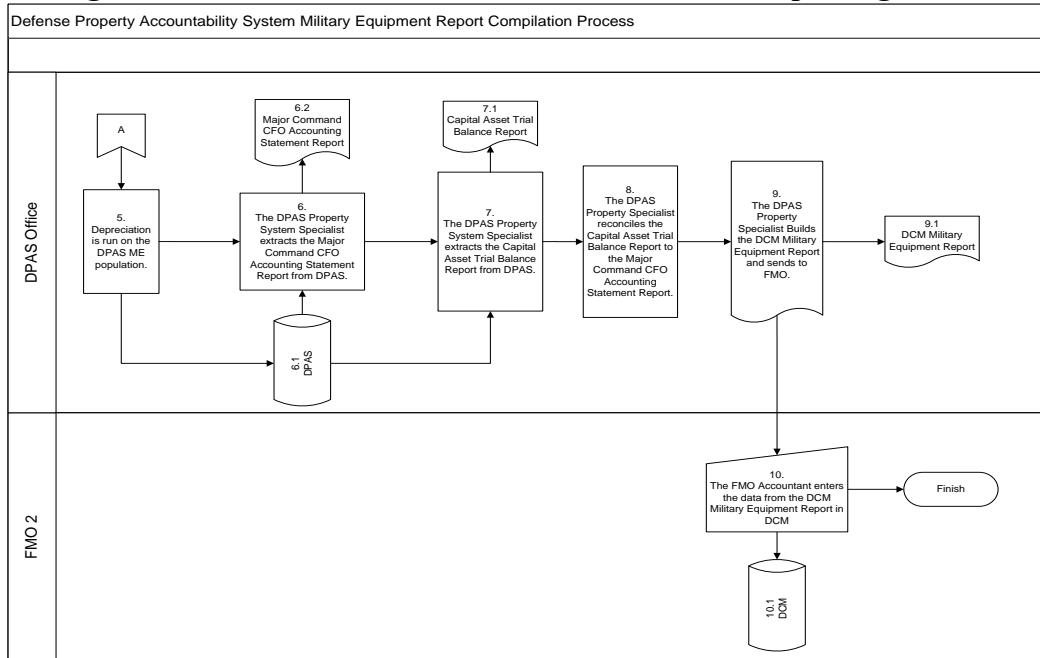 Defense Property Accountability System Military Equipment Report Compilation Process
DPAS Office
A
5.
Depreciation
is run on the
DPAS ME
population.
6.2
Major Command
CFO Accounting
Statement Report
6.
The DPAS Property
System Specialist
extracts the Major
Command CFO
Accounting Statement
Report from DPAS.
6.1
DPAS
7.1
Capital Asset Trial
Balance Report
7.
The DPAS Property
System Specialist
extracts the Capital
Asset Trial Balance
Report from DPAS.
8.
The DPAS
Property Specialist
reconciles the
Capital Asset Trial
Balance Report to
the Major
Command CFO
Accounting
Statement Report.
9.
The DPAS
Property
Specialist Builds
the DCM Military
Equipment Report
and sends to
FMO.
9.1
DCM Military
Equipment Report
FMO 2
10.
The FMO Accountant enters
the data from the DCM
Military Equipment Report in
DCM
Finish
10.1
DCM